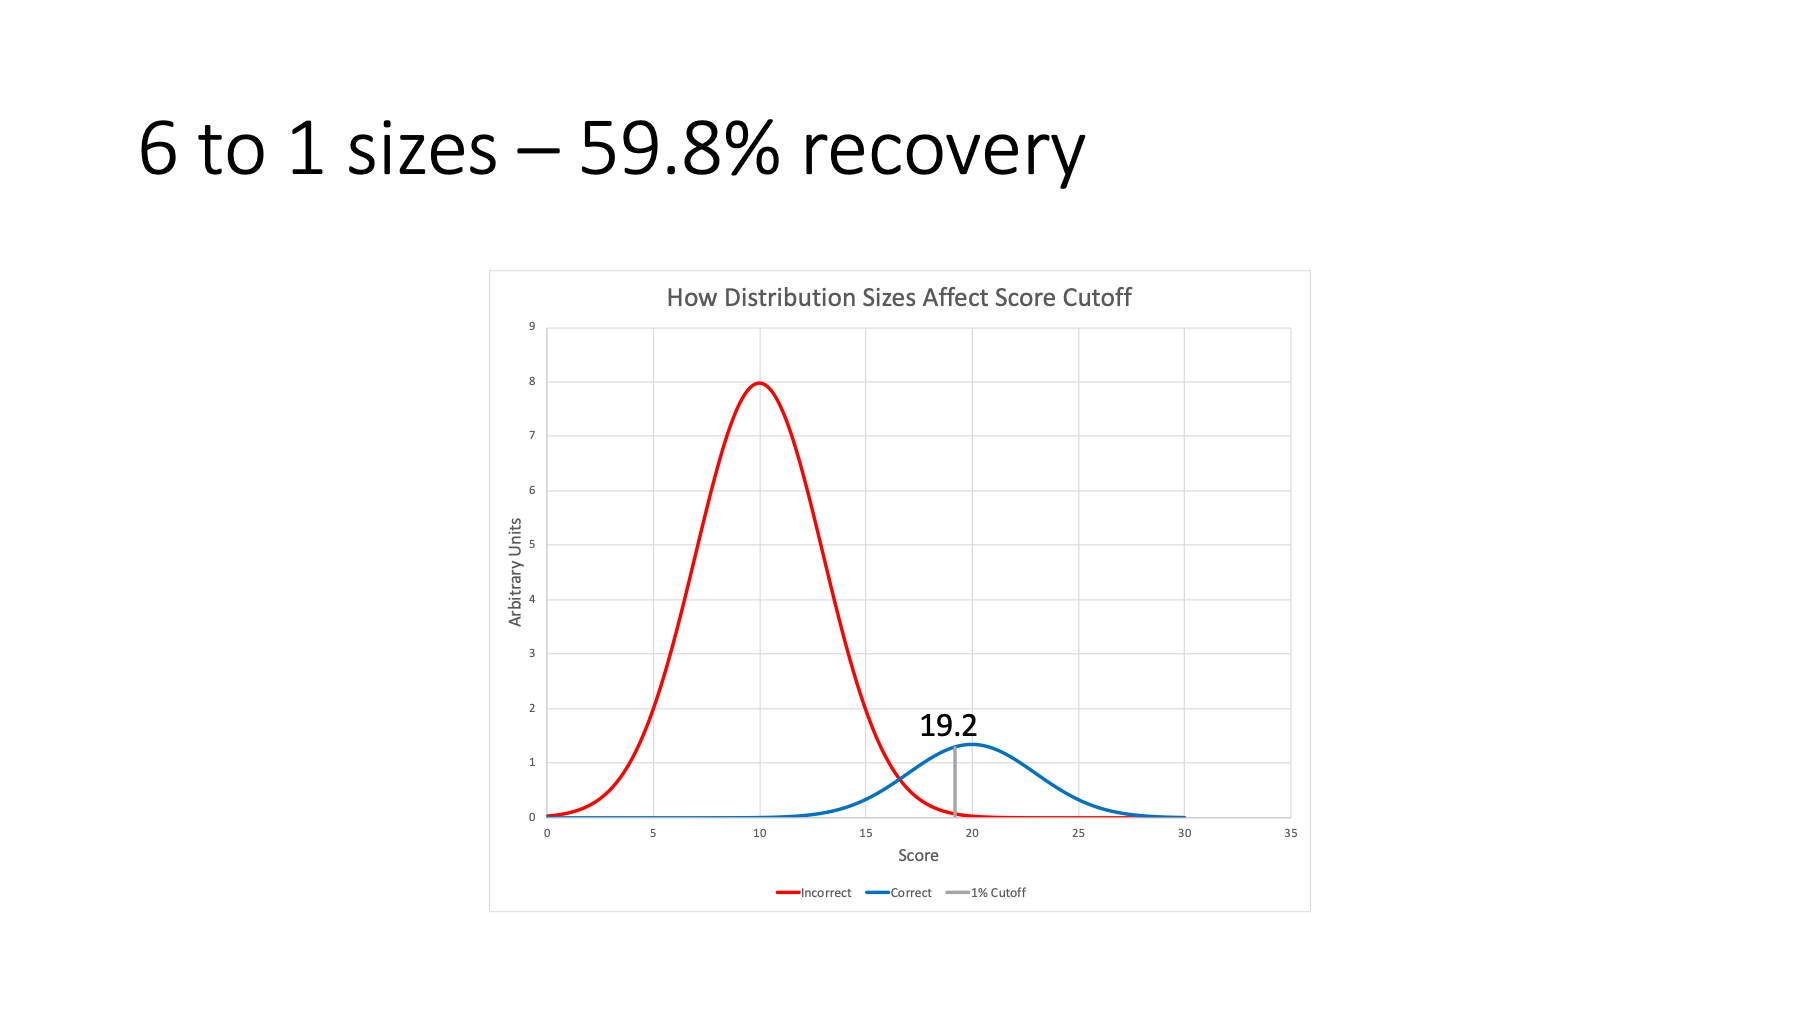 6 to 1 sizes – 59.8% recovery
How Distribution Sizes Affect Score Cutoff
9
8
7
6
5
4
3
2
1
0
Arbitrary Units
19.2
0 5 10 15 20 25 30 35
Score
Incorrect Correct 1% Cutoff